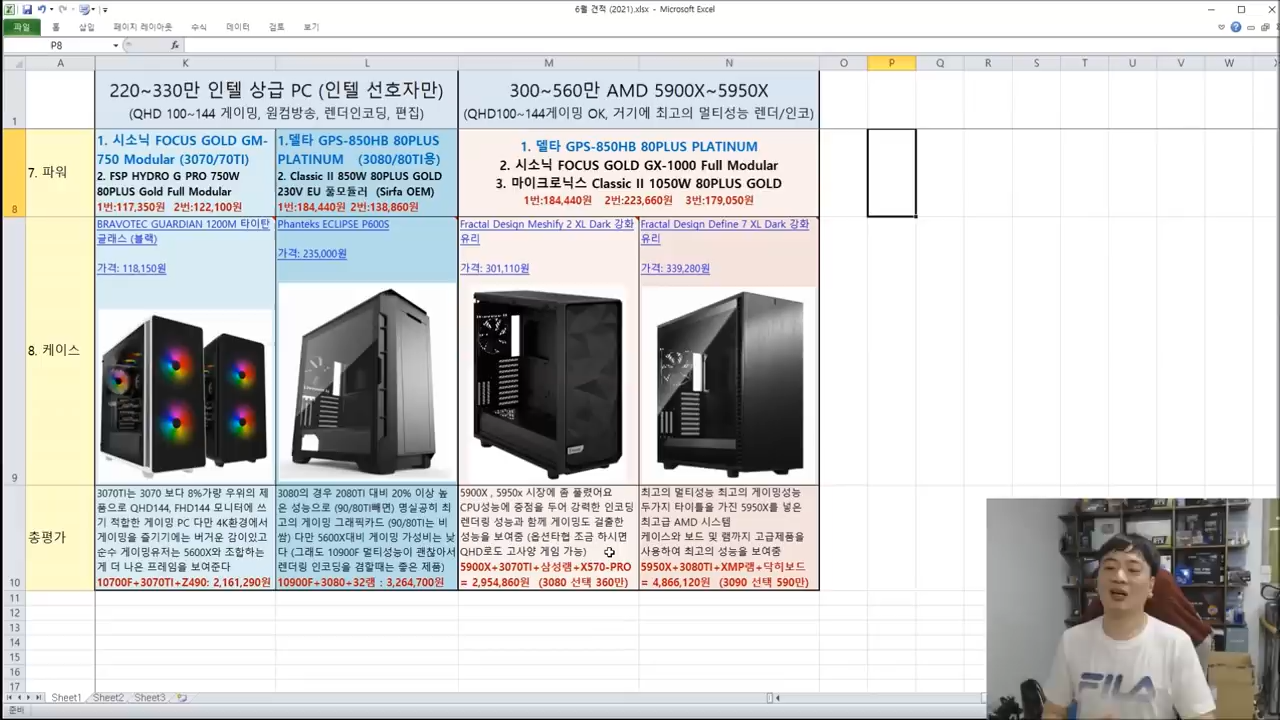 6월 견적 (2021).xlsx - Microsoft Excel
파일 홈 삽입 페이지 레이아웃 수식 데이터 검토 보기
P8 fx
A K L M N O P Q R S T U V W
1
220~330만 인텔 상급 PC (인텔 선호자만)
(QHD 100~144 게이밍, 원컴방송, 렌더인코딩, 편집)
300~560만 AMD 5900X~5950X
(QHD100~144게이밍 OK, 거기에 최고의 멀티성능 렌더/인코)
8
7. 파워
1. 시소닉 FOCUS GOLD GM-
750 Modular (3070/70TI)
2. FSP HYDRO G PRO 750W
80PLUS Gold Full Modular
1번:117,350원 2번:122,100원
1.델타 GPS-850HB 80PLUS
PLATINUM (3080/80TI용)
2. Classic II 850W 80PLUS GOLD
230V EU 풀모듈러 (Sirfa OEM)
1번:184,440원 2번:138,860원
1. 델타 GPS-850HB 80PLUS PLATINUM
2. 시소닉 FOCUS GOLD GX-1000 Full Modular
3. 마이크로닉스 Classic II 1050W 80PLUS GOLD
1번:184,440원 2번:223,660원 3번:179,050원
9
8. 케이스
BRAVOTEC GUARDIAN 1200M 타이탄
글래스 (블랙)
가격: 118,150원
Phanteks ECLIPSE P600S
가격: 235,000원
Fractal Design Meshify 2 XL Dark 강화
유리
가격: 301,110원
Fractal Design Define 7 XL Dark 강화
유리
가격: 339,280원
10
총평가
3070TI는 3070 보다 8%가량 우위의 제
품으로 QHD144, FHD144 모니터에 쓰
기 적합한 게이밍 PC 다만 4K환경에서
게이밍을 즐기기에는 버거운 감이있고
순수 게이밍유저는 5600X와 조합하는
게 더 나은 프레임을 보여준다
10700F+3070TI+Z490: 2,161,290원
3080의 경우 2080TI 대비 20% 이상 높
은 성능으로 (90/80TI빼면) 명실공히 최
고의 게이밍 그래픽카드 (90/80TI는 비
쌈) 다만 5600X대비 게이밍 가성비는 낮
다 (그래도 10900F 멀티성능이 괜찮아서
렌더링 인코딩을 겸할때는 좋은 제품)
10900F+3080+32램 : 3,264,700원
5900X , 5950x 시장에 좀 풀렸어요
CPU성능에 중점을 두어 강력한 인코딩
렌더링 성능과 함께 게이밍도 걸출한
성능을 보여줌 (옵션타협 조금 하시면
QHD로도 고사양 게임 가능)
5900X+3070TI+삼성램+X570-PRO
= 2,954,860원 (3080 선택 360만)
최고의 멀티성능 최고의 게이밍성능
두가지 타이틀을 가진 5950X를 넣은
최고급 AMD 시스템
케이스와 보드 및 램까지 고급제품을
사용하여 최고의 성능을 보여줌
5950X+3080TI+XMP램+닥히보드
= 4,866,120원 (3090 선택 590만)
11
12
13
14
15
16
17
Sheet1 Sheet2 Sheet3
준비
FILA